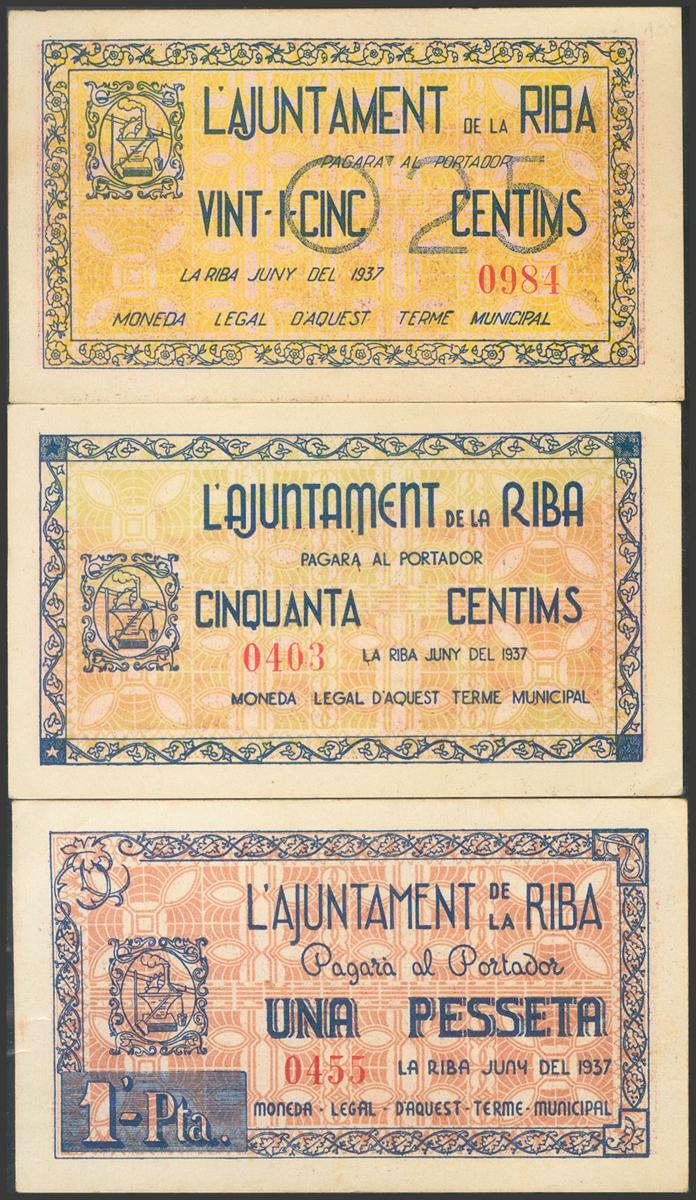 L'AJUNTAMENT DE LA RIBA
PAGARÀ AL PORTADOR
0 25
VINT-I-CINC CENTIMS
LA RIBA JUNY DEL 1937
0984
MONEDA LEGAL D'AQUEST TERME MUNICIPAL
L'AJUNTAMENT DE LA RIBA
PAGARÀ AL PORTADOR
CINQUANTA CENTIMS
0403 LA RIBA JUNY DEL 1937
MONEDA LEGAL D'AQUEST TERME MUNICIPAL
L'AJUNTAMENT DE LA RIBA
Pagarà al Portador
UNA PESSETA
0455 LA RIBA JUNY DEL 1937
1'-Pta.
MONEDA - LEGAL - D'AQUEST - TERME - MUNICIPAL